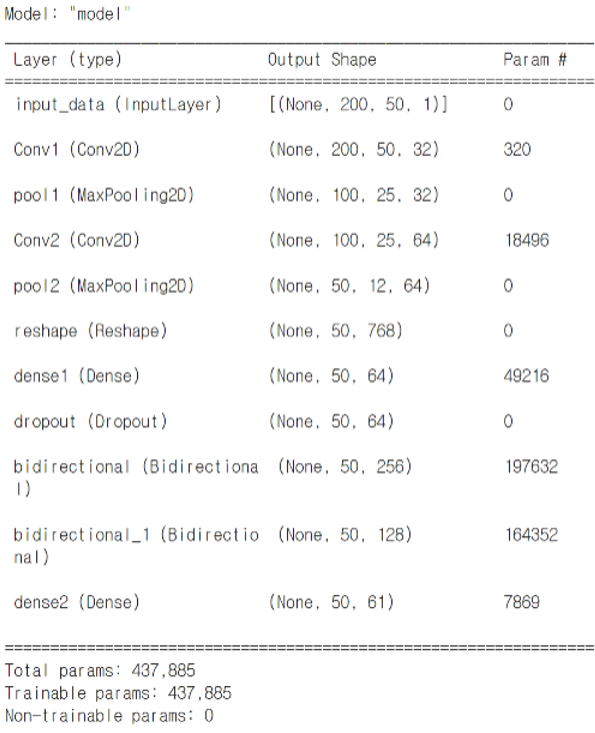 Model: "model"
Layer (type) Output Shape Param #
input_data (InputLayer) [(None, 200, 50, 1)] 0
Conv1 (Conv2D) (None, 200, 50, 32) 320
pool1 (MaxPooling2D) (None, 100, 25, 32) 0
Conv2 (Conv2D) (None, 100, 25, 64) 18496
pool2 (MaxPooling2D) (None, 50, 12, 64) 0
reshape (Reshape) (None, 50, 768) 0
dense1 (Dense) (None, 50, 64) 49216
dropout (Dropout) (None, 50, 64) 0
bidirectional (Bidirectiona (None, 50, 256) 197632
l)
bidirectional_1 (Bidirectio (None, 50, 128) 164352
nal)
dense2 (Dense) (None, 50, 61) 7869
Total params: 437,885
Trainable params: 437,885
Non-trainable params: 0